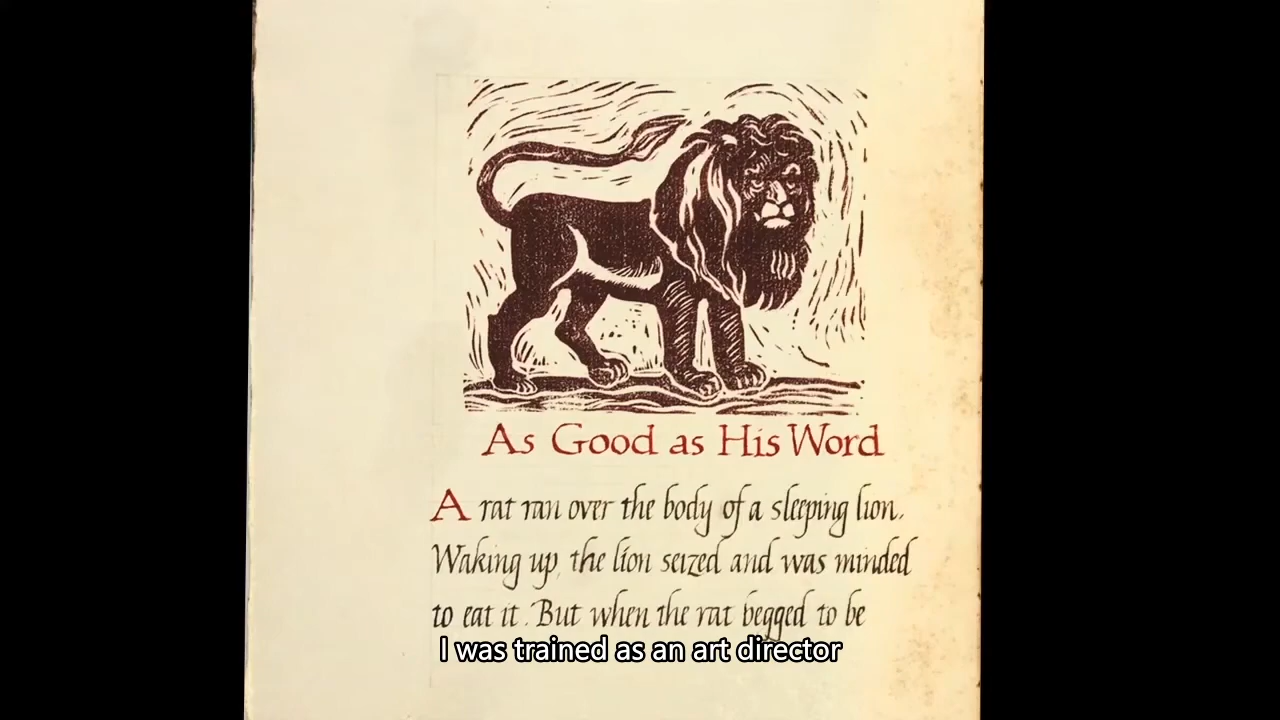 As Good as His Word
A rat ran over the body of a sleeping lion.
Waking up, the lion seized and was minded
to eat it. But when the rat begged to be
I was trained as an art director